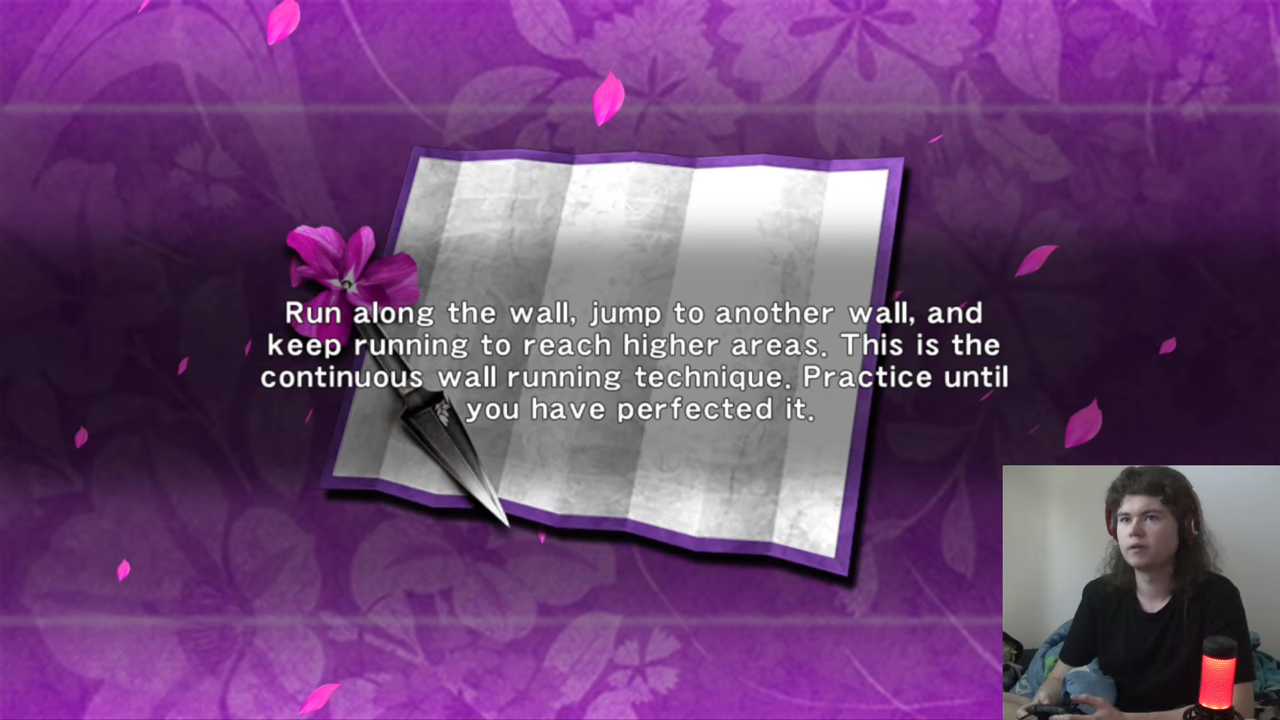 Run along the wall, jump to another wall, and
keep running to reach higher areas. This is the
continuous wall running technique. Practice until
you have perfected it.